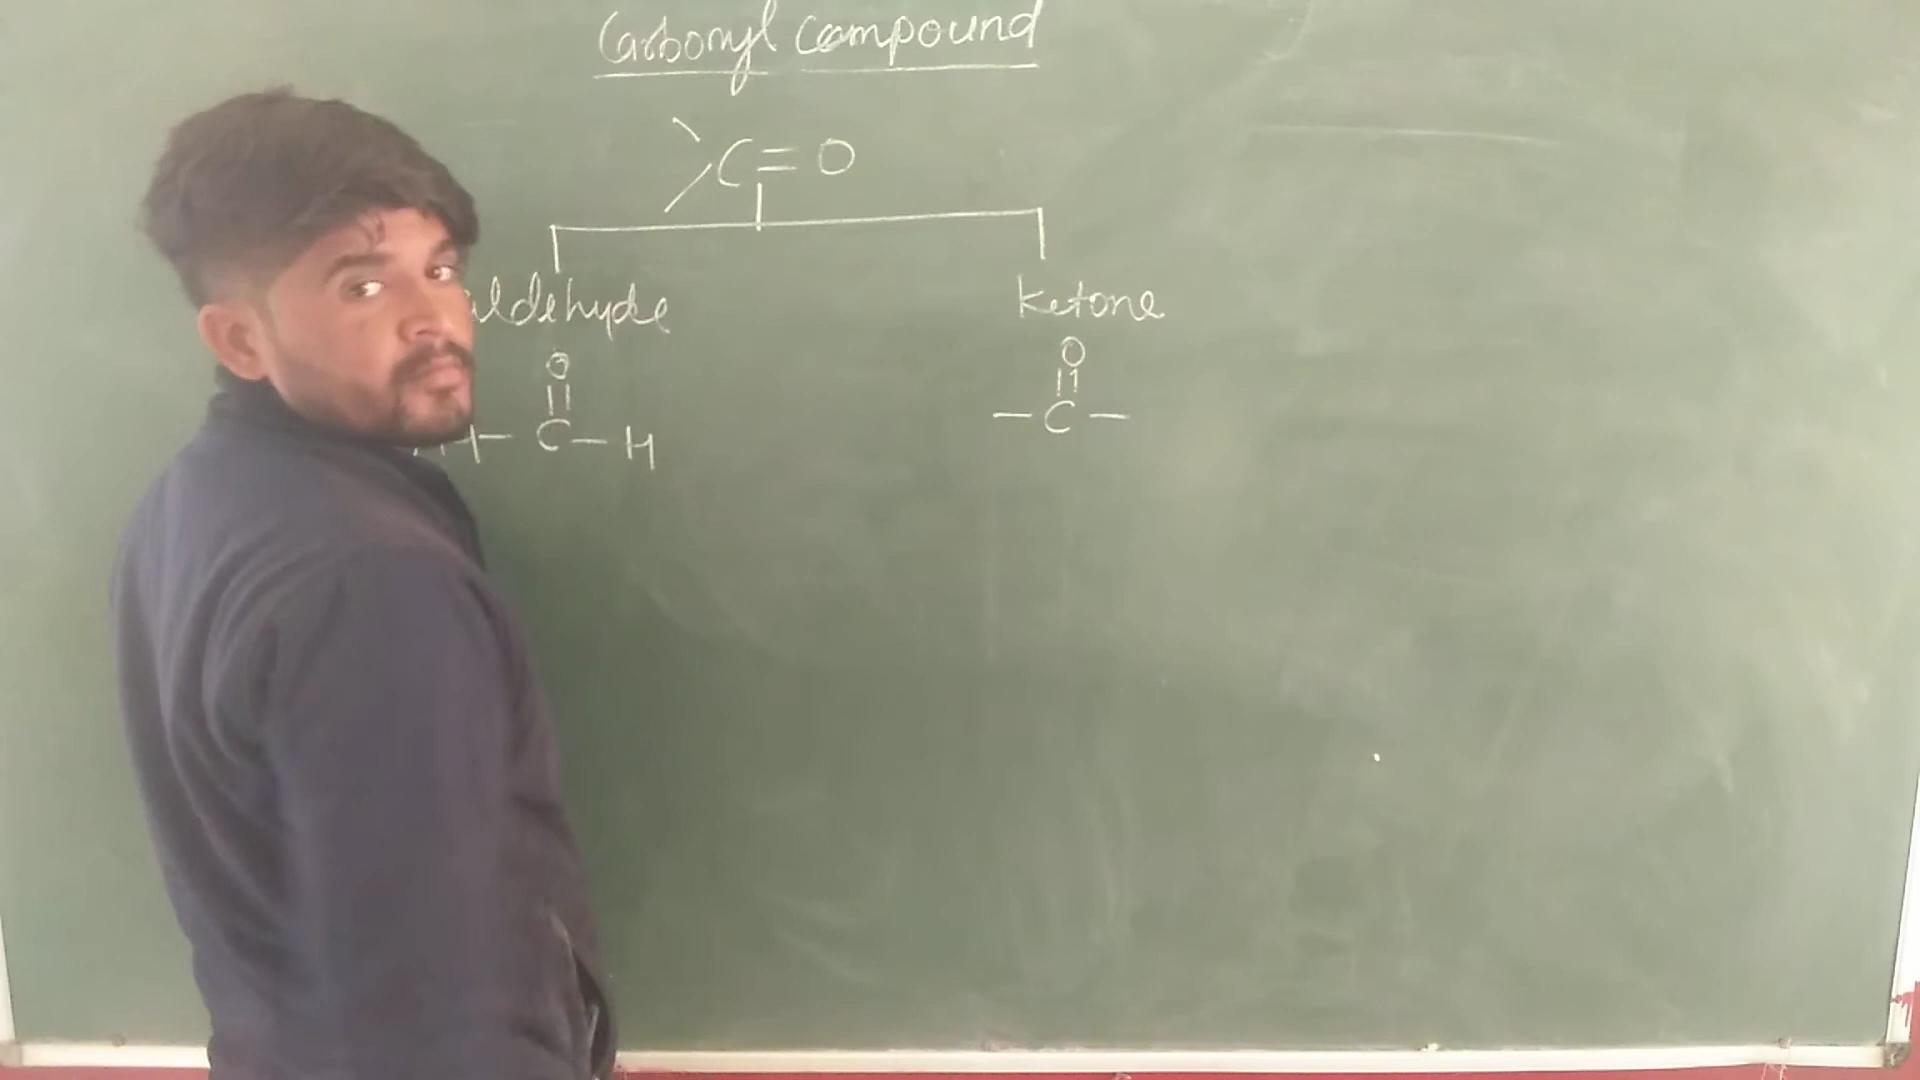 Carbonyl Compound
C=O
aldehyde
ketone
O
||
H-C-H
O
||
-C-